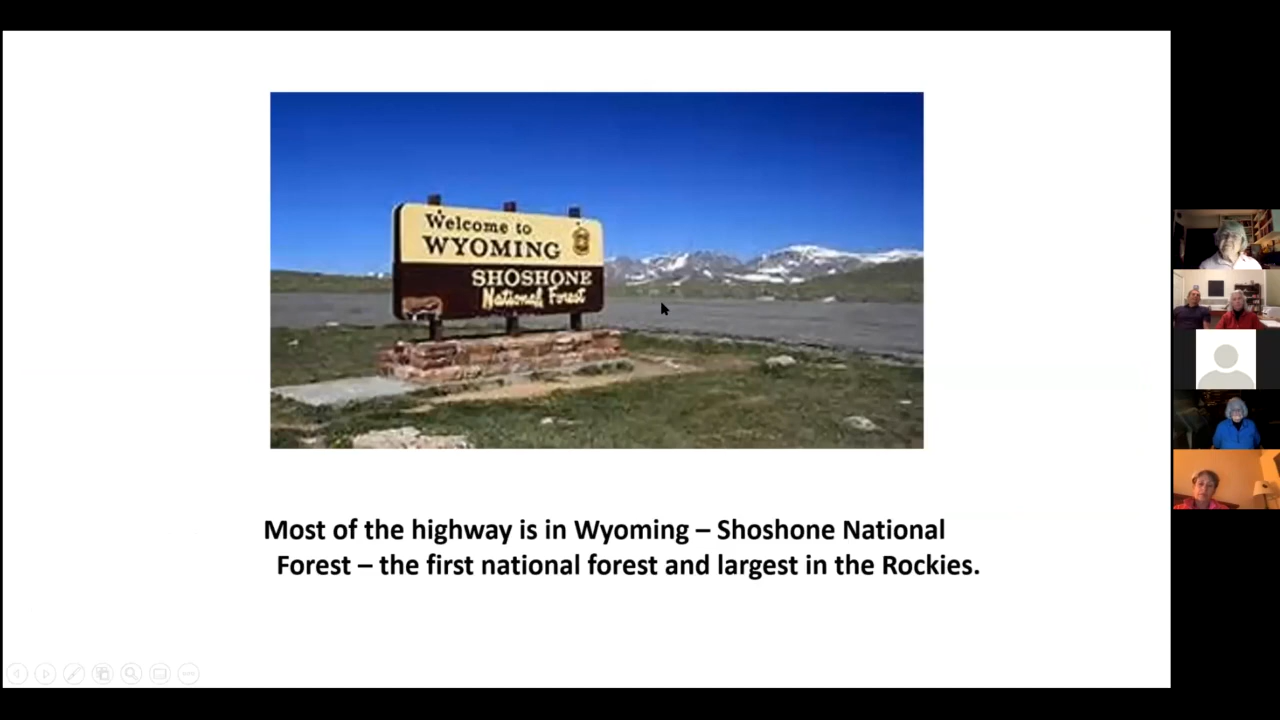 Welcome to
WYOMING
SHOSHONE
National Forest
Most of the highway is in Wyoming – Shoshone National
Forest – the first national forest and largest in the Rockies.